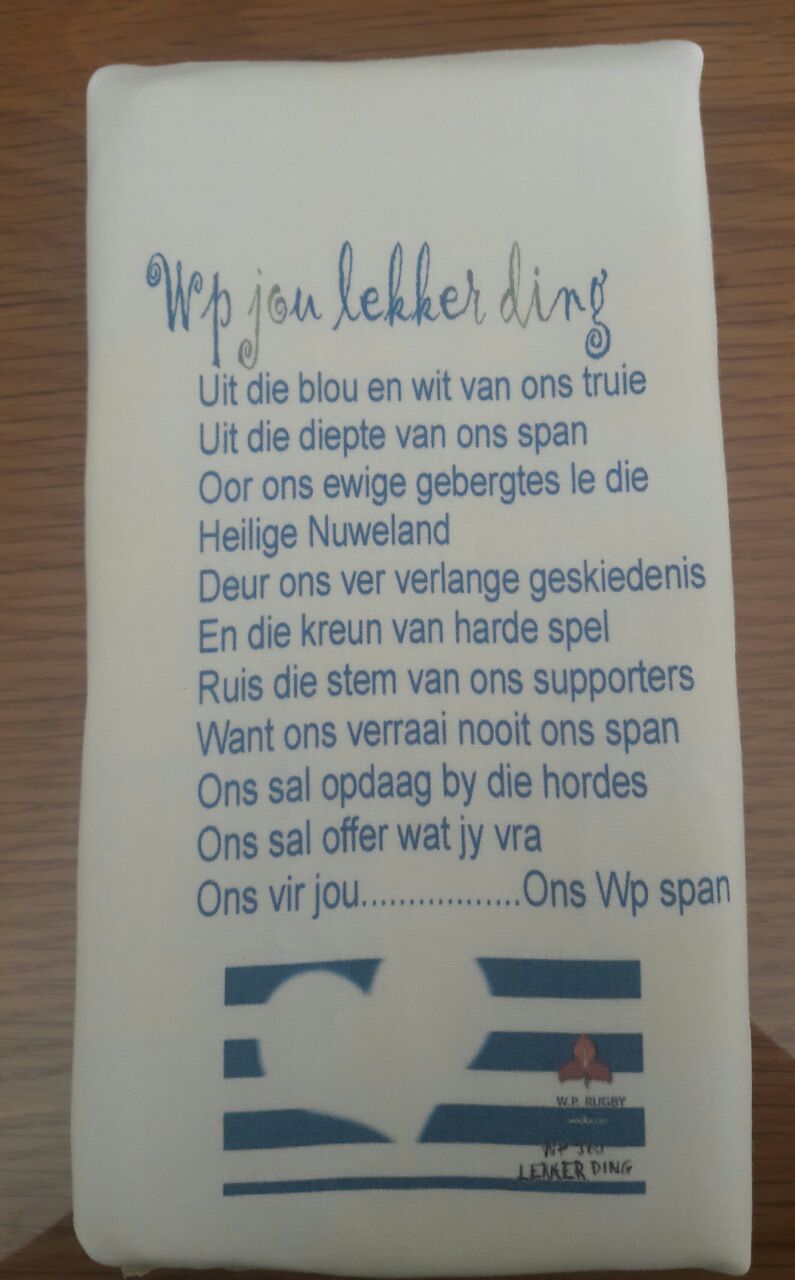 Wp jou lekker ding
Uit die blou en wit van ons truie
Uit die diepte van ons span
Oor ons ewige gebergtes le die
Heilige Nuweland
Deur ons ver verlange geskiedenis
En die kreun van harde spel
Ruis die stem van ons supporters
Want ons verraai nooit ons span
Ons sal opdaag by die hordes
Ons sal offer wat jy vra
Ons vir jou.................Ons Wp span
W.P. RUGBY
WP JOU
LEKKER DING